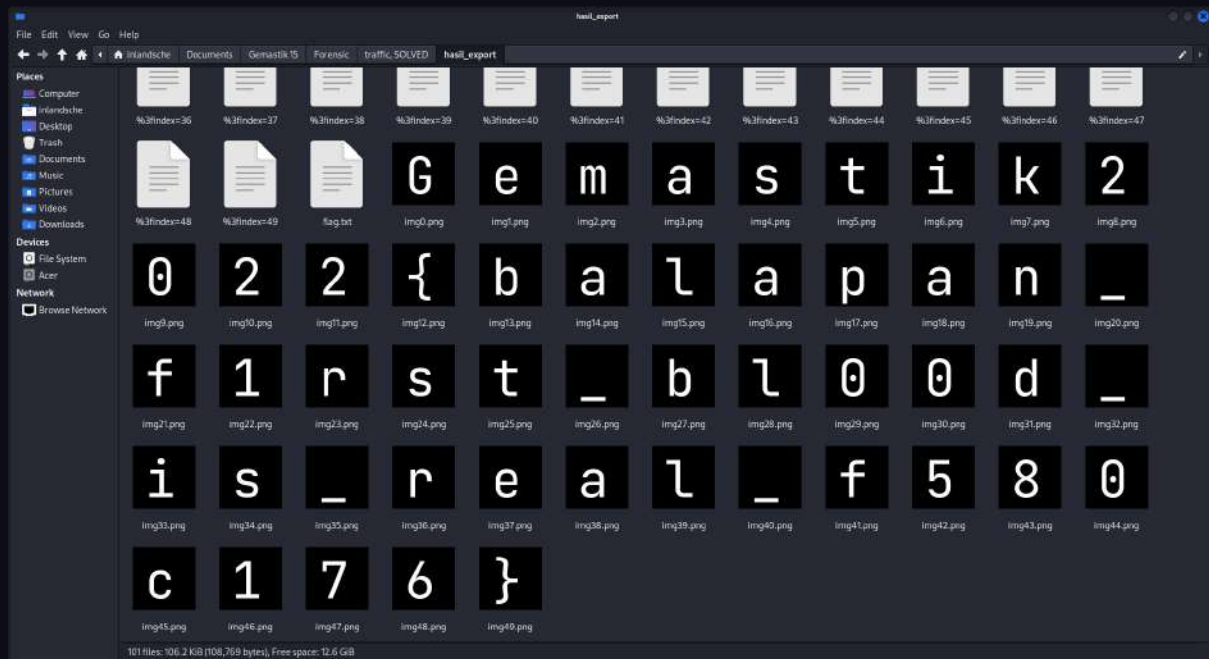 hasil_export
File Edit View Go Help
inlandsche Documents Gemastik 15 Forensic traffic, SOLVED hasil_export
Places
Computer
inlandsche
Desktop
Trash
Documents
Music
Pictures
Videos
Downloads
Devices
File System
Acer
Network
Browse Network
%3findex=36 %3findex=37 %3findex=38 %3findex=39 %3findex=40 %3findex=41 %3findex=42 %3findex=43 %3findex=44 %3findex=45 %3findex=46 %3findex=47
G e m a s t i k 2
%3findex=48 %3findex=49 flag.txt img0.png img1.png img2.png img3.png img4.png img5.png img6.png img7.png img8.png
0 2 2 { b a l a p a n _
img9.png img10.png img11.png img12.png img13.png img14.png img15.png img16.png img17.png img18.png img19.png img20.png
f 1 r s t _ b l 0 0 d _
img21.png img22.png img23.png img24.png img25.png img26.png img27.png img28.png img29.png img30.png img31.png img32.png
i s _ r e a l _ f 5 8 0
img33.png img34.png img35.png img36.png img37.png img38.png img39.png img40.png img41.png img42.png img43.png img44.png
c 1 7 6 }
img45.png img46.png img47.png img48.png img49.png
101 files: 106.2 KiB (108,769 bytes), Free space: 12.6 GiB